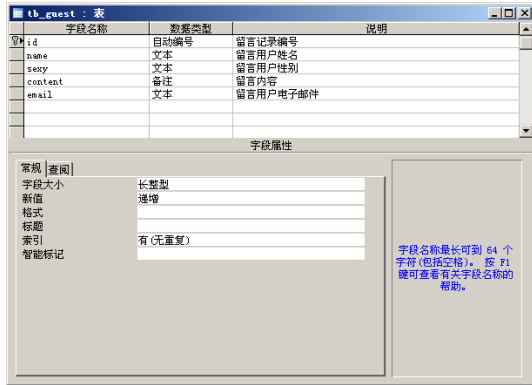 tb_guest : 表
字段名称 数据类型 说明
id 自动编号 留言记录编号
name 文本 留言用户姓名
sexy 文本 留言用户性别
content 备注 留言内容
email 文本 留言用户电子邮件
字段属性
常规 查阅
字段大小 长整型
新值 递增
格式
标题
索引 有(无重复)
智能标记
字段名称最长可到 64 个
字符(包括空格)。 按 F1
键可查看有关字段名称的
帮助。